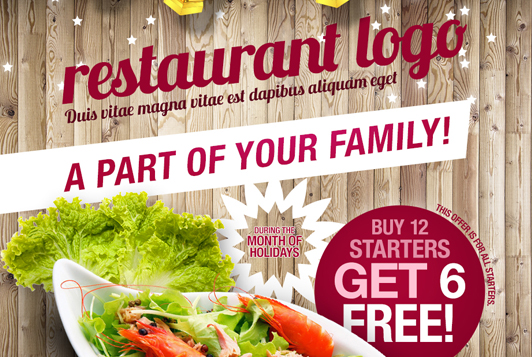 restaurant logo
Duis vitae magna vitae est dapibus aliquam eget
A PART OF YOUR FAMILY!
DURING THE
MONTH OF
HOLIDAYS
BUY 12
STARTERS
GET 6
FREE!
THIS OFFER IS FOR ALL STARTERS.